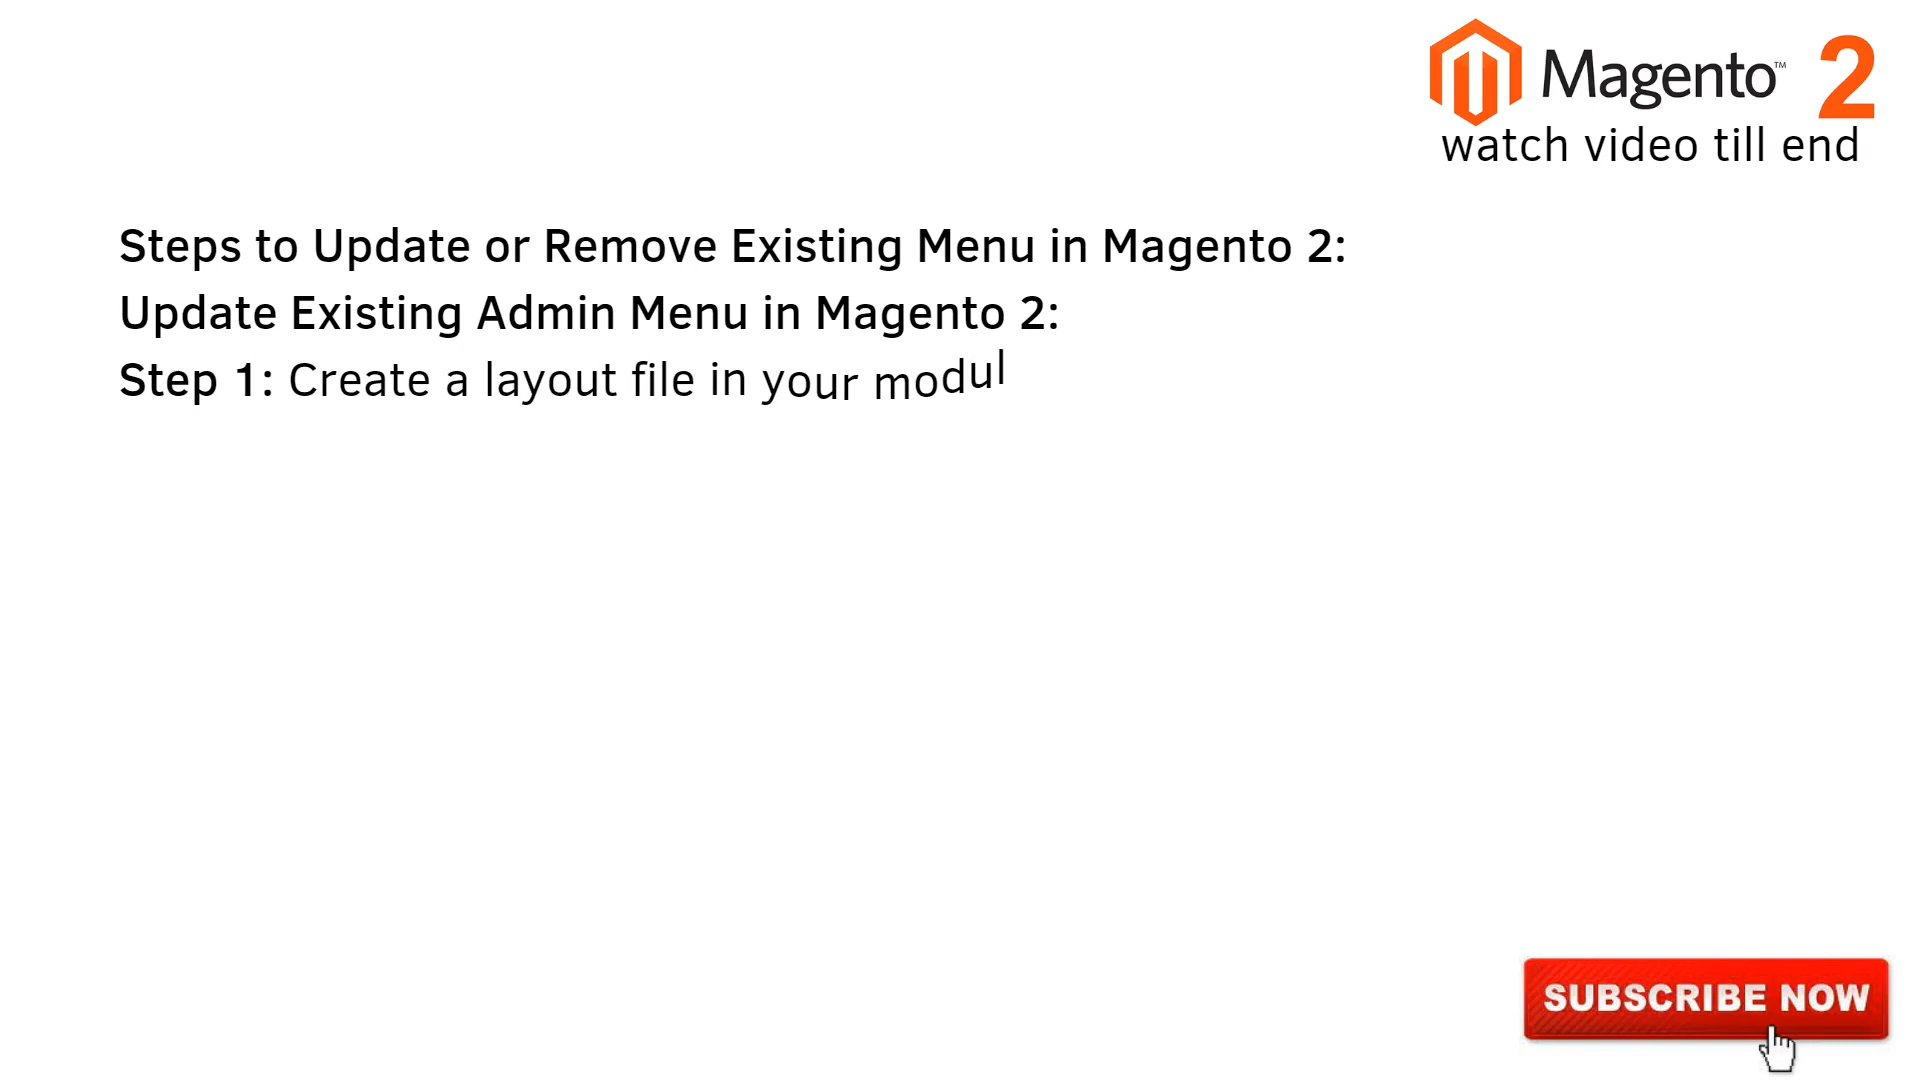 Magento™ 2
watch video till end
Steps to Update or Remove Existing Menu in Magento 2:
Update Existing Admin Menu in Magento 2:
Step 1: Create a layout file in your modul
SUBSCRIBE NOW